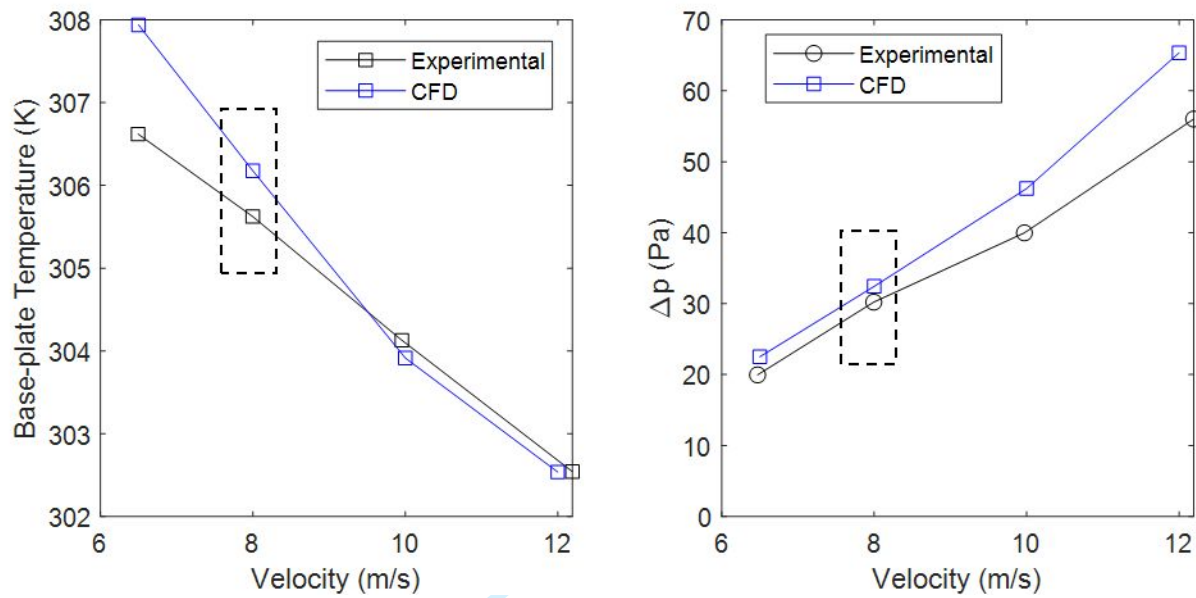 308
307
306
305
304
303
302
6
8
10
12
Base-plate Temperature (K)
Velocity (m/s)
Experimental
CFD
70
60
50
40
30
20
10
0
6
8
10
12
Δp (Pa)
Velocity (m/s)
Experimental
CFD